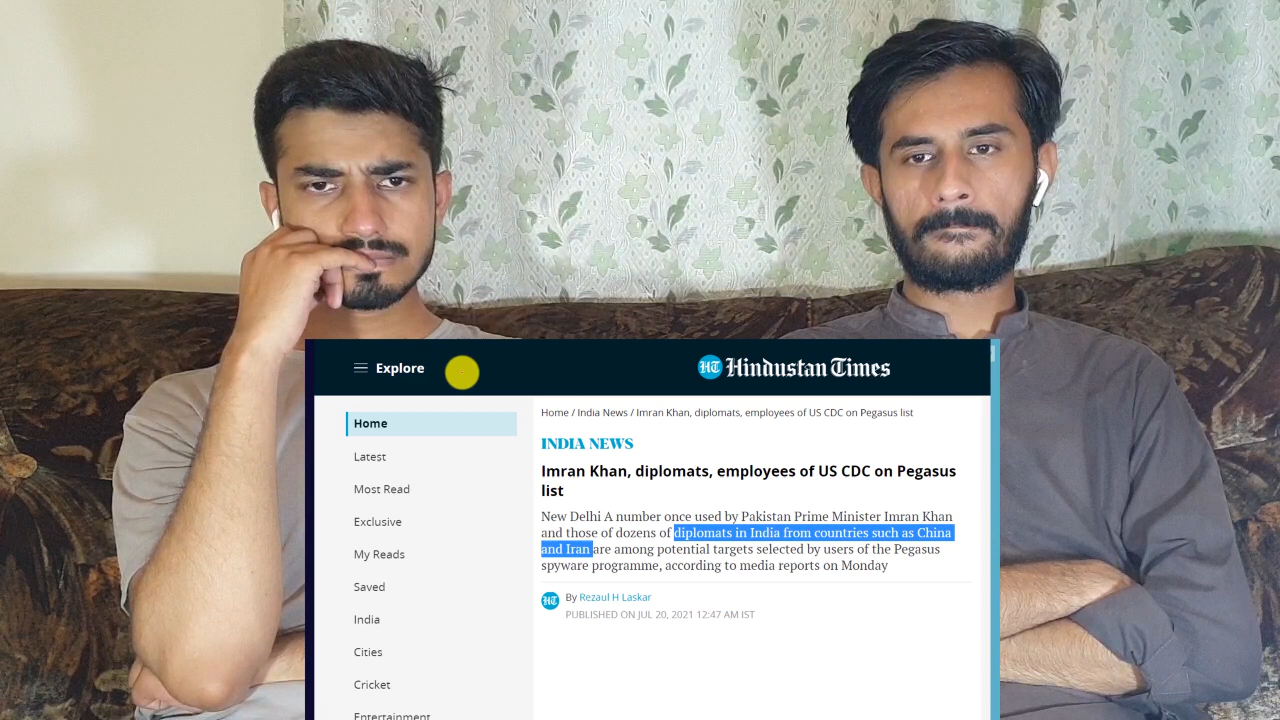 Explore
HT Hindustan Times
Home / India News / Imran Khan, diplomats, employees of US CDC on Pegasus list
Home
Latest
Most Read
Exclusive
My Reads
Saved
India
Cities
Cricket
Entertainment
INDIA NEWS
Imran Khan, diplomats, employees of US CDC on Pegasus
list
New Delhi A number once used by Pakistan Prime Minister Imran Khan
and those of dozens of diplomats in India from countries such as China
and Iran are among potential targets selected by users of the Pegasus
spyware programme, according to media reports on Monday
HT By Rezaul H Laskar
PUBLISHED ON JUL 20, 2021 12:47 AM IST